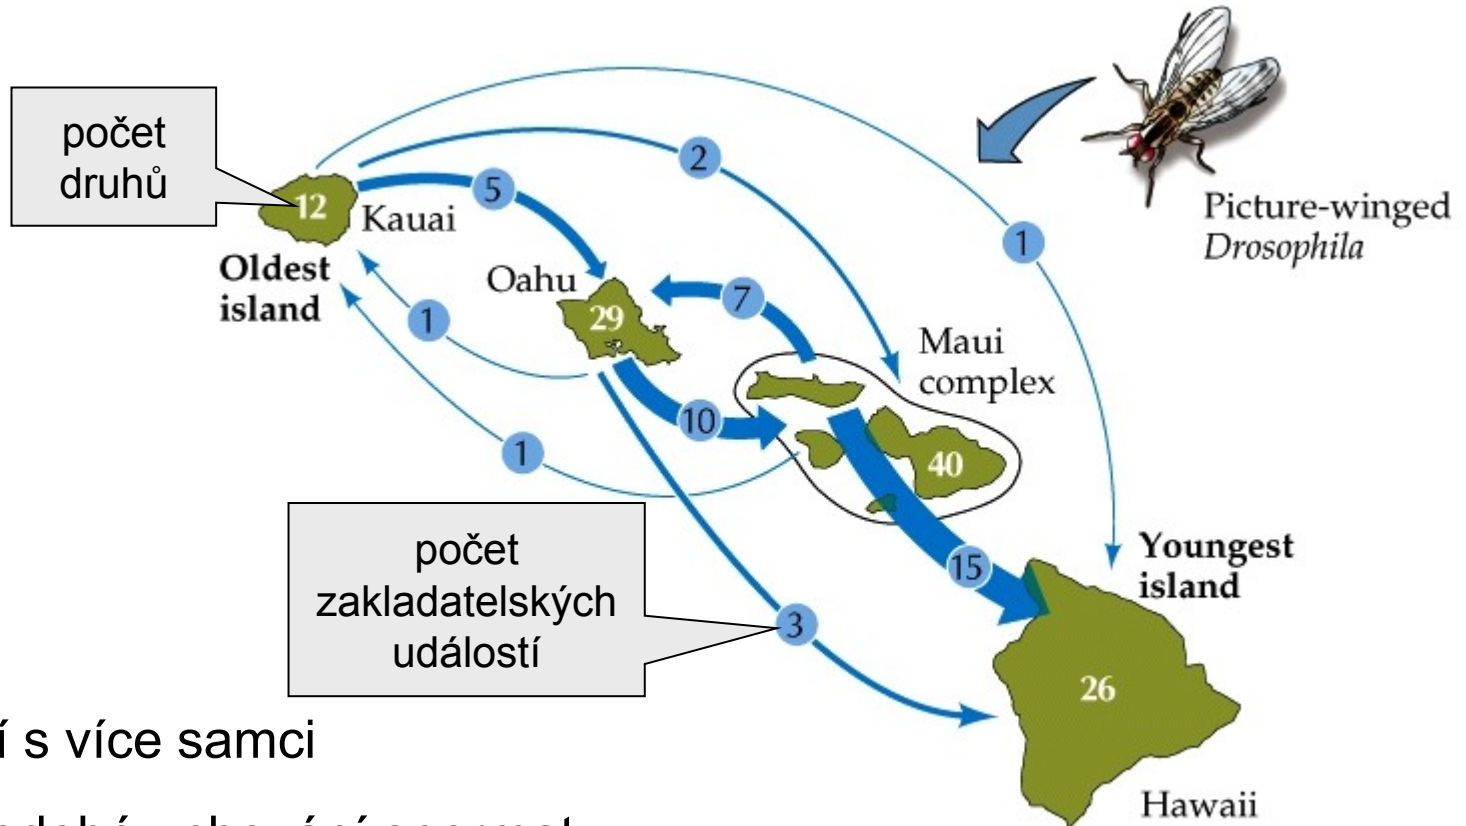 počet
druhů
12
Kauai
Oldest
island
5
2
1
Picture-winged
Drosophila
Oahu
29
7
1
Maui
complex
10
1
40
počet
zakladatelských
událostí
15
Youngest
island
3
26
Hawaii
í s více samci